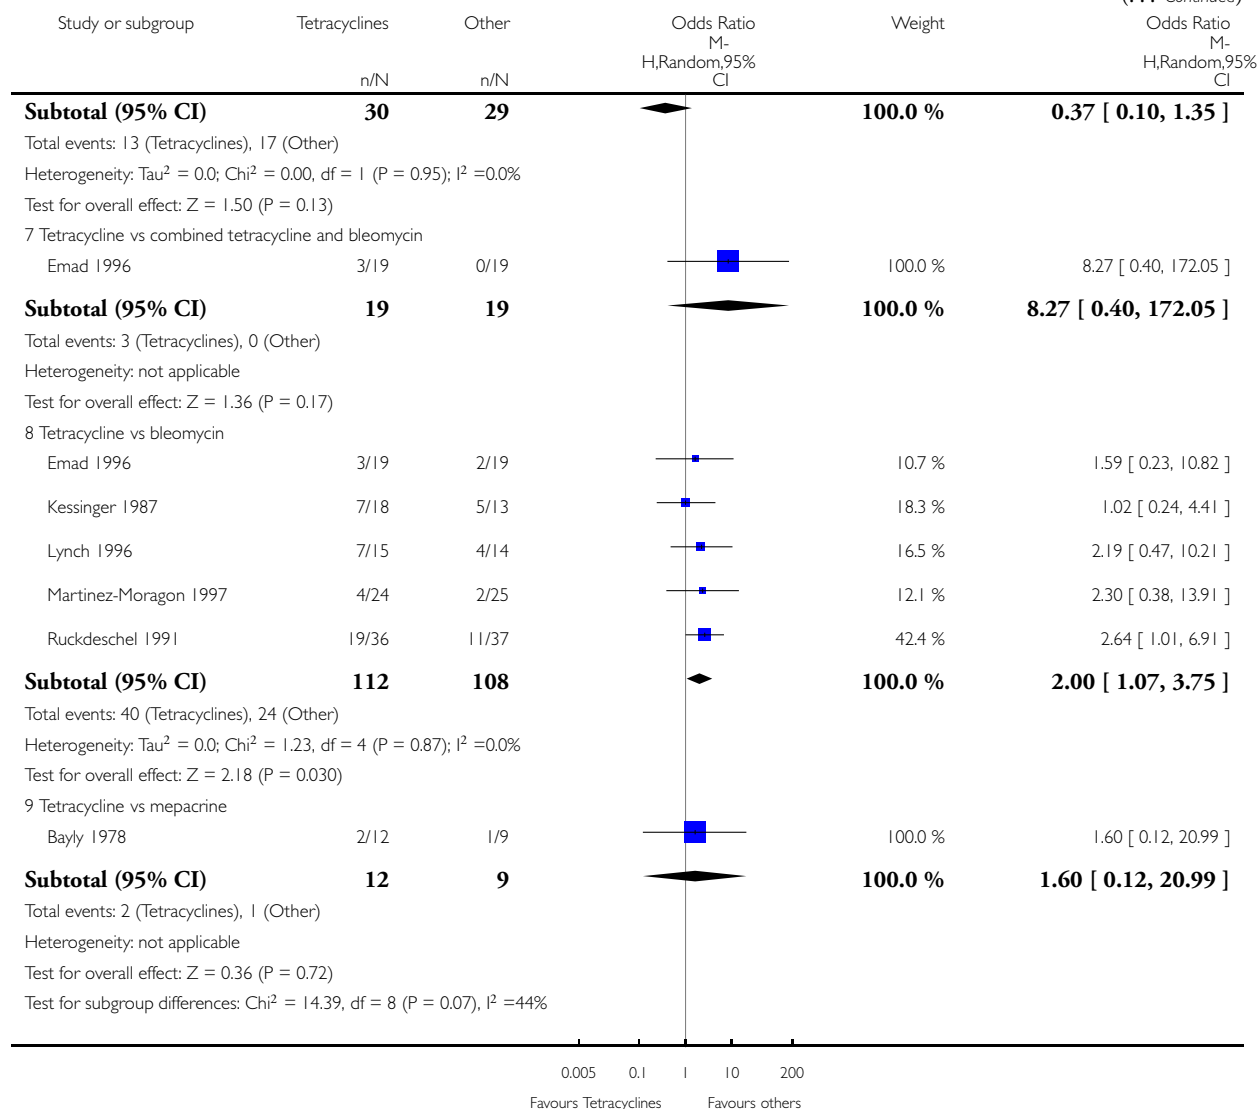 Continued)
Study or subgroup Tetracyclines Other Odds Ratio Weight Odds Ratio
M- M-
H,Random,95% H,Random,95%
n/N n/N CI CI
Subtotal (95% CI) 30 29 100.0 % 0.37 [ 0.10, 1.35 ]
Total events: 13 (Tetracyclines), 17 (Other)
Heterogeneity: Tau² = 0.0; Chi² = 0.00, df = 1 (P = 0.95); I² =0.0%
Test for overall effect: Z = 1.50 (P = 0.13)
7 Tetracycline vs combined tetracycline and bleomycin
Emad 1996 3/19 0/19 100.0 % 8.27 [ 0.40, 172.05 ]
Subtotal (95% CI) 19 19 100.0 % 8.27 [ 0.40, 172.05 ]
Total events: 3 (Tetracyclines), 0 (Other)
Heterogeneity: not applicable
Test for overall effect: Z = 1.36 (P = 0.17)
8 Tetracycline vs bleomycin
Emad 1996 3/19 2/19 10.7 % 1.59 [ 0.23, 10.82 ]
Kessinger 1987 7/18 5/13 18.3 % 1.02 [ 0.24, 4.41 ]
Lynch 1996 7/15 4/14 16.5 % 2.19 [ 0.47, 10.21 ]
Martinez-Moragon 1997 4/24 2/25 12.1 % 2.30 [ 0.38, 13.91 ]
Ruckdeschel 1991 19/36 11/37 42.4 % 2.64 [ 1.01, 6.91 ]
Subtotal (95% CI) 112 108 100.0 % 2.00 [ 1.07, 3.75 ]
Total events: 40 (Tetracyclines), 24 (Other)
Heterogeneity: Tau² = 0.0; Chi² = 1.23, df = 4 (P = 0.87); I² =0.0%
Test for overall effect: Z = 2.18 (P = 0.030)
9 Tetracycline vs mepacrine
Bayly 1978 2/12 1/9 100.0 % 1.60 [ 0.12, 20.99 ]
Subtotal (95% CI) 12 9 100.0 % 1.60 [ 0.12, 20.99 ]
Total events: 2 (Tetracyclines), 1 (Other)
Heterogeneity: not applicable
Test for overall effect: Z = 0.36 (P = 0.72)
Test for subgroup differences: Chi² = 14.39, df = 8 (P = 0.07), I² =44%
0.005 0.1 1 10 200
Favours Tetracyclines Favours others